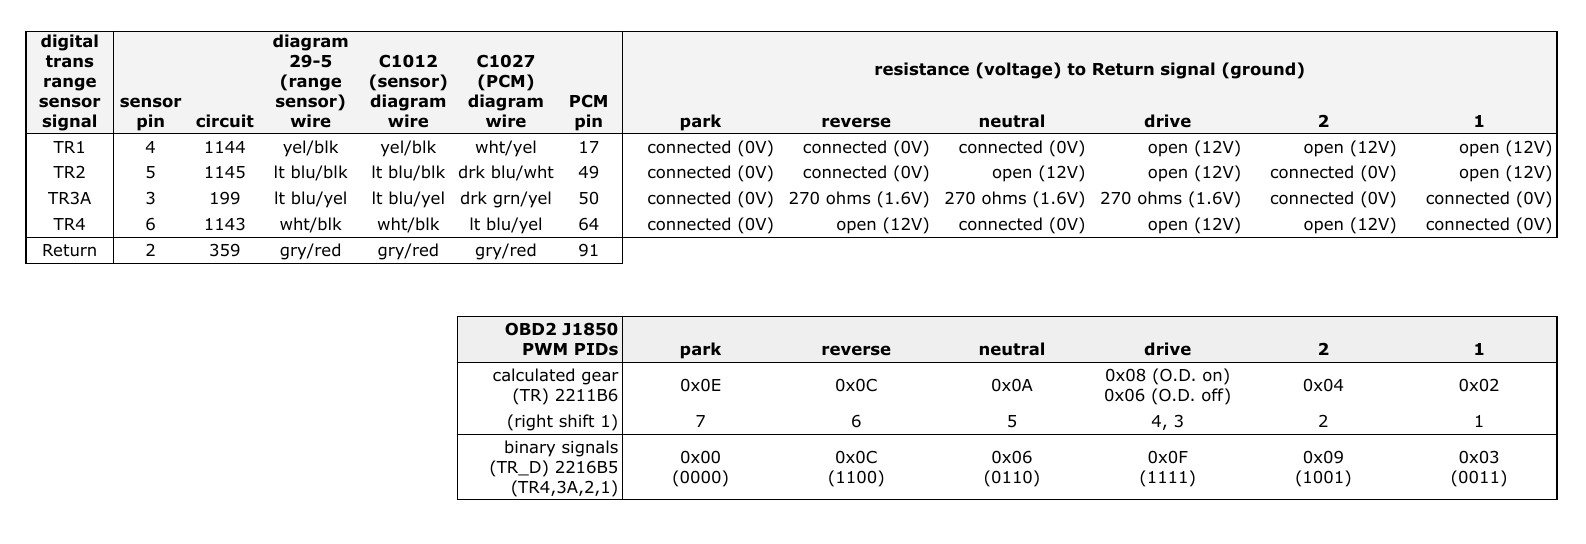 digital trans range sensor signal | sensor pin | circuit | diagram 29-5 (range sensor) wire | C1012 (sensor) diagram wire | C1027 (PCM) diagram wire | PCM pin | resistance (voltage) to Return signal (ground)
park | reverse | neutral | drive | 2 | 1
TR1 | 4 | 1144 | yel/blk | yel/blk | wht/yel | 17 | connected (0V) | connected (0V) | connected (0V) | open (12V) | open (12V) | open (12V)
TR2 | 5 | 1145 | lt blu/blk | lt blu/blk | drk blu/wht | 49 | connected (0V) | connected (0V) | open (12V) | open (12V) | connected (0V) | open (12V)
TR3A | 3 | 199 | lt blu/yel | lt blu/yel | drk grn/yel | 50 | connected (0V) | 270 ohms (1.6V) | 270 ohms (1.6V) | 270 ohms (1.6V) | connected (0V) | connected (0V)
TR4 | 6 | 1143 | wht/blk | wht/blk | lt blu/yel | 64 | connected (0V) | open (12V) | connected (0V) | open (12V) | open (12V) | connected (0V)
Return | 2 | 359 | gry/red | gry/red | gry/red | 91
OBD2 J1850 PWM PIDs | park | reverse | neutral | drive | 2 | 1
calculated gear (TR) 2211B6 | 0x0E | 0x0C | 0x0A | 0x08 (O.D. on) 0x06 (O.D. off) | 0x04 | 0x02
(right shift 1) | 7 | 6 | 5 | 4, 3 | 2 | 1
binary signals (TR_D) 2216B5 (TR4,3A,2,1) | 0x00 (0000) | 0x0C (1100) | 0x06 (0110) | 0x0F (1111) | 0x09 (1001) | 0x03 (0011)